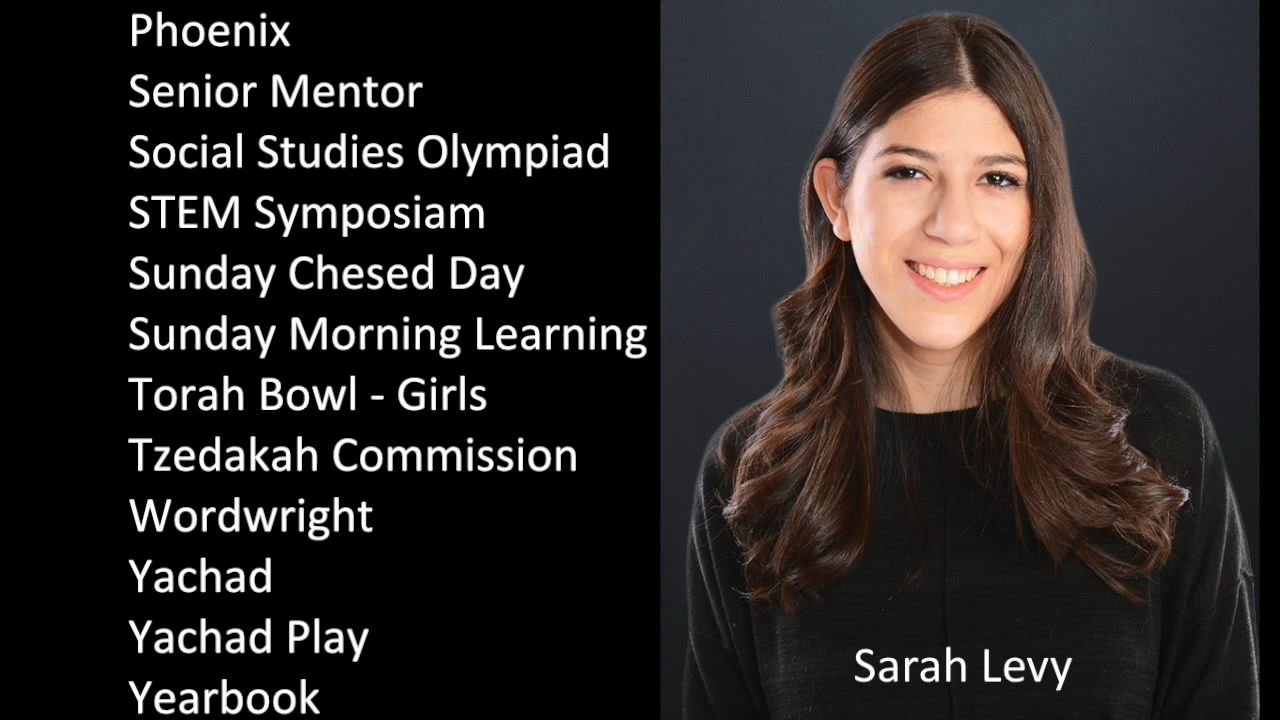 Phoenix
Senior Mentor
Social Studies Olympiad
STEM Symposiam
Sunday Chesed Day
Sunday Morning Learning
Torah Bowl - Girls
Tzedakah Commission
Wordwright
Yachad
Yachad Play
Yearbook
Sarah Levy